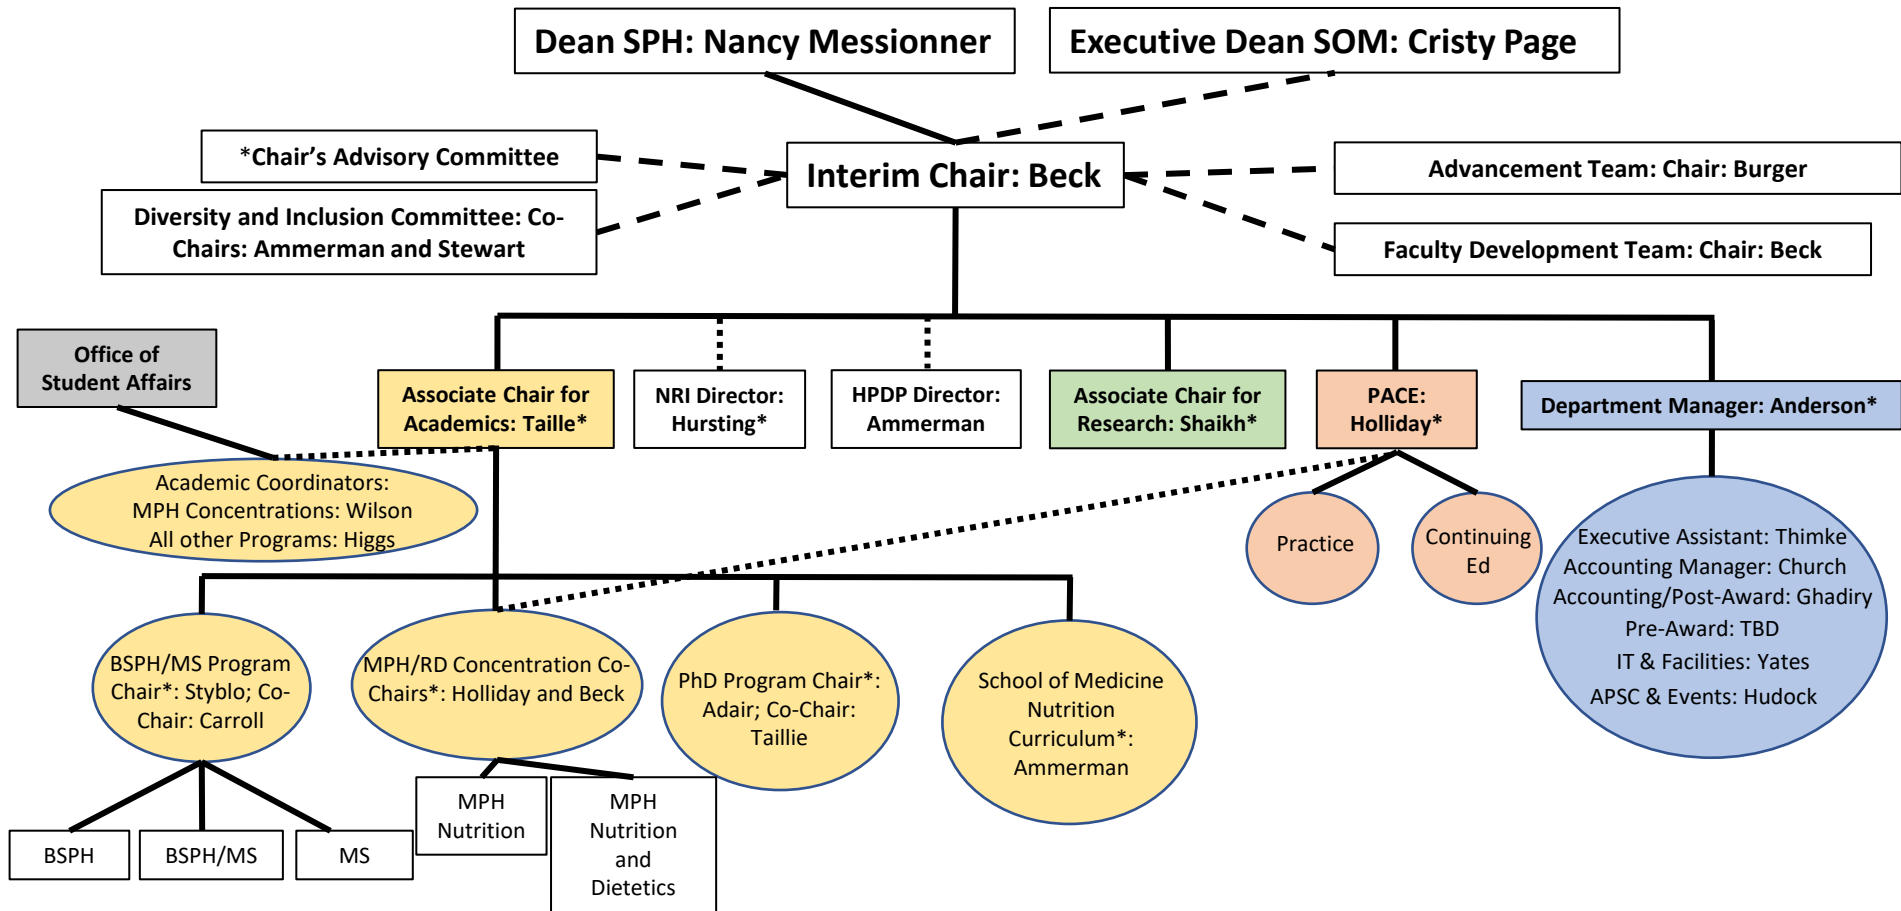 Dean SPH: Nancy Messionner
Executive Dean SOM: Cristy Page
*Chair’s Advisory Committee
Interim Chair: Beck
Advancement Team: Chair: Burger
Diversity and Inclusion Committee: Co-
Chairs: Ammerman and Stewart
Faculty Development Team: Chair: Beck
Office of
Student Affairs
Associate Chair for
Academics: Taille*
NRI Director:
Hursting*
HPDP Director:
Ammerman
Associate Chair for
Research: Shaikh*
PACE:
Holliday*
Department Manager: Anderson*
Academic Coordinators:
MPH Concentrations: Wilson
All other Programs: Higgs
Practice
Continuing
Ed
Executive Assistant: Thimke
Accounting Manager: Church
Accounting/Post-Award: Ghadiry
Pre-Award: TBD
IT & Facilities: Yates
APSC & Events: Hudock
BSPH/MS Program
Chair*: Styblo; Co-
Chair: Carroll
MPH/RD Concentration Co-
Chairs*: Holliday and Beck
PhD Program Chair*:
Adair; Co-Chair:
Taillie
School of Medicine
Nutrition
Curriculum*:
Ammerman
BSPH
BSPH/MS
MS
MPH
Nutrition
MPH
Nutrition
and
Dietetics